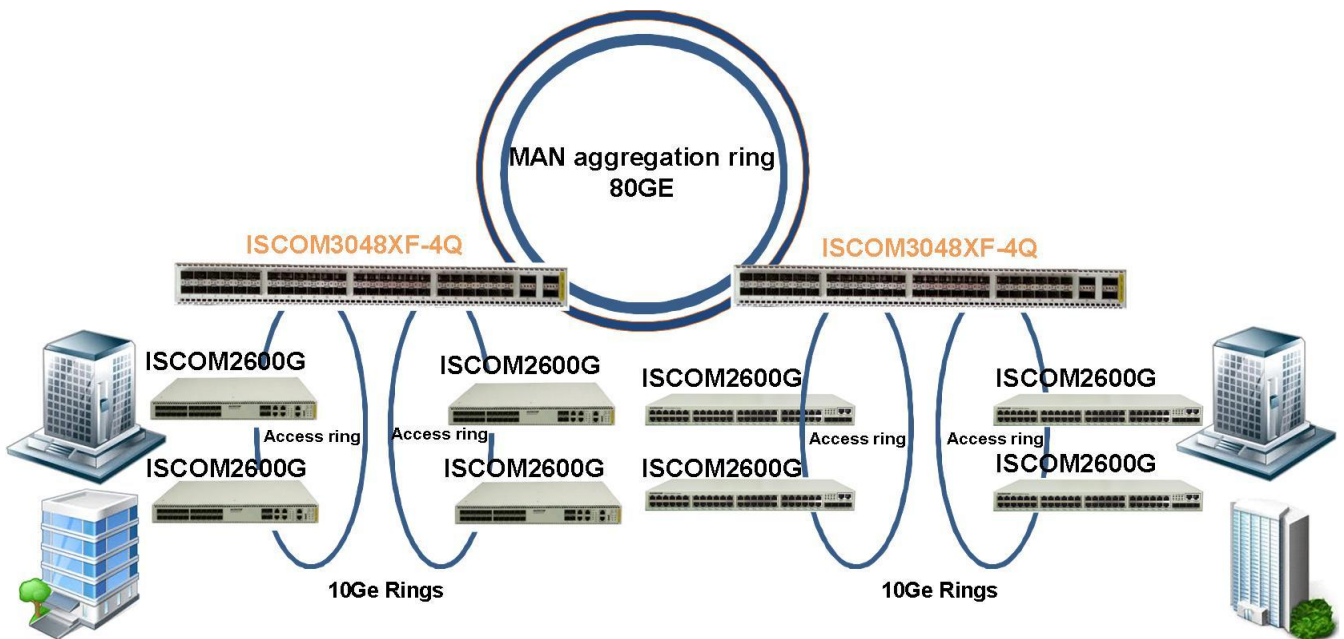 MAN aggregation ring
80GE
ISCOM3048XF-4Q
ISCOM3048XF-4Q
ISCOM2600G
ISCOM2600G
ISCOM2600G
ISCOM2600G
Access ring
Access ring
Access ring
Access ring
ISCOM2600G
ISCOM2600G
ISCOM2600G
ISCOM2600G
10Ge Rings
10Ge Rings